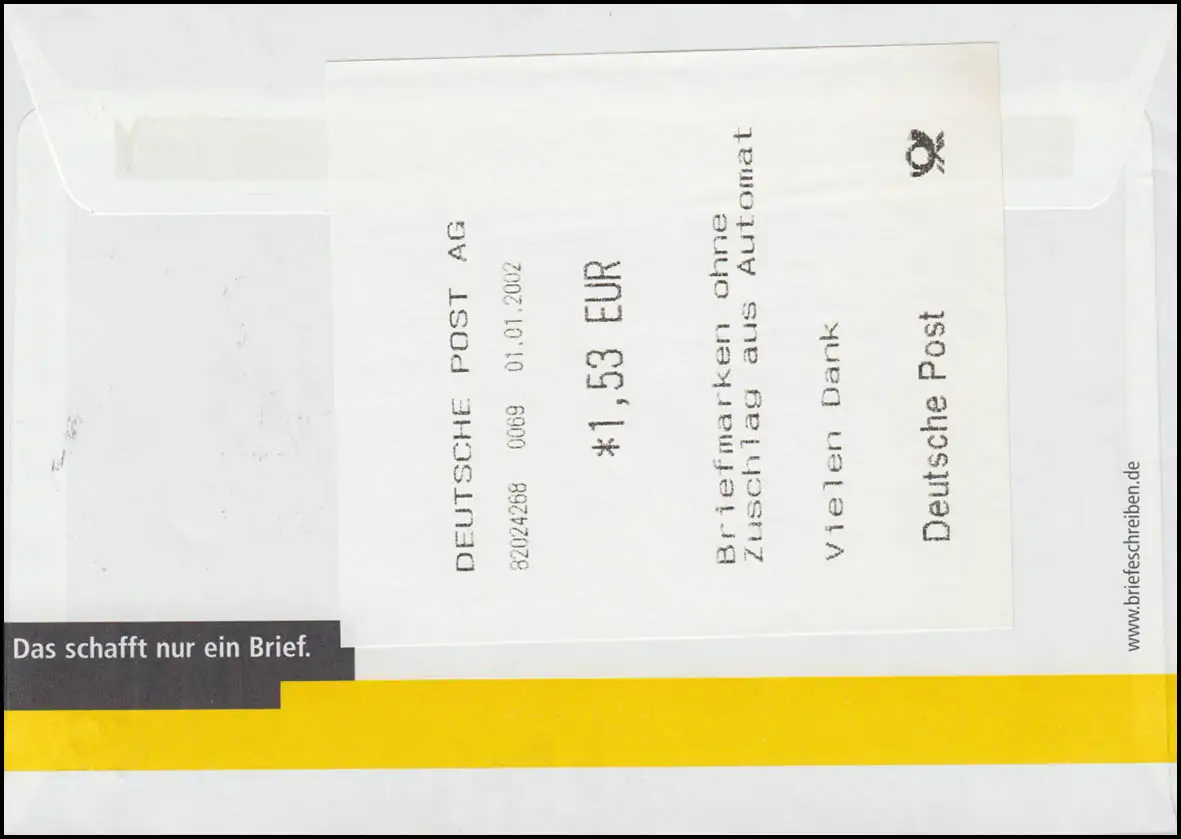 DEUTSCHE POST AG
82024268 0069 01.01.2002
*1,53 EUR
Briefmarken ohne
Zuschlag aus Automat
Vielen Dank
Deutsche Post
Das schafft nur ein Brief.
www.briefeschreiben.de